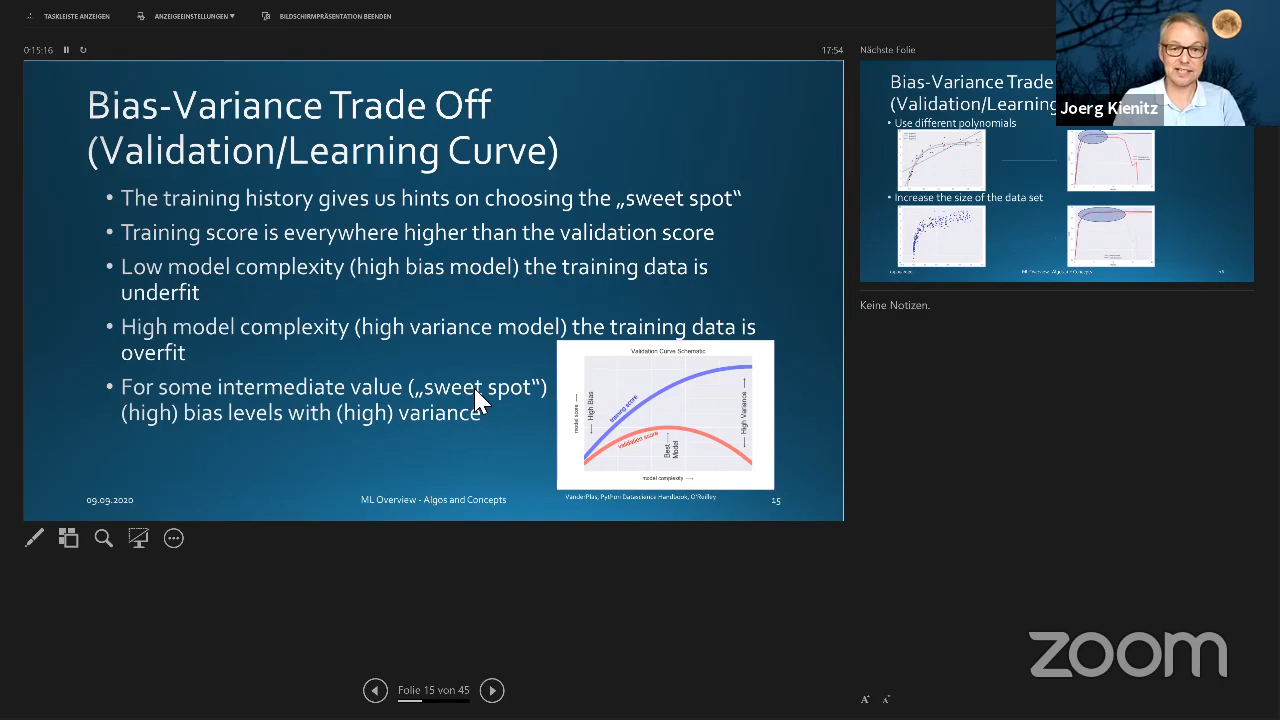 TASKLEISTE ANZEIGEN
ANZEIGEEINSTELLUNGEN ▾
BILDSCHIRMPRÄSENTATION BEENDEN
0:15:16
17:54
Bias-Variance Trade Off
(Validation/Learning Curve)
• The training history gives us hints on choosing the „sweet spot“
• Training score is everywhere higher than the validation score
• Low model complexity (high bias model) the training data is
underfit
• High model complexity (high variance model) the training data is
overfit
• For some intermediate value („sweet spot“)
(high) bias levels with (high) variance
Validation Curve Schematic
model score →
← High Bias
training score
validation score
Best Model →
← High Variance →
model complexity →
VanderPlas, Python Datascience Handbook, O'Reilley
09.09.2020
ML Overview - Algos and Concepts
15
Nächste Folie
Bias-Variance Trade
(Validation/Learning
• Use different polynomials
• Increase the size of the data set
ML Overview - Algos and Concepts
Keine Notizen.
Joerg Kienitz
Folie 15 von 45
A
A
zoom